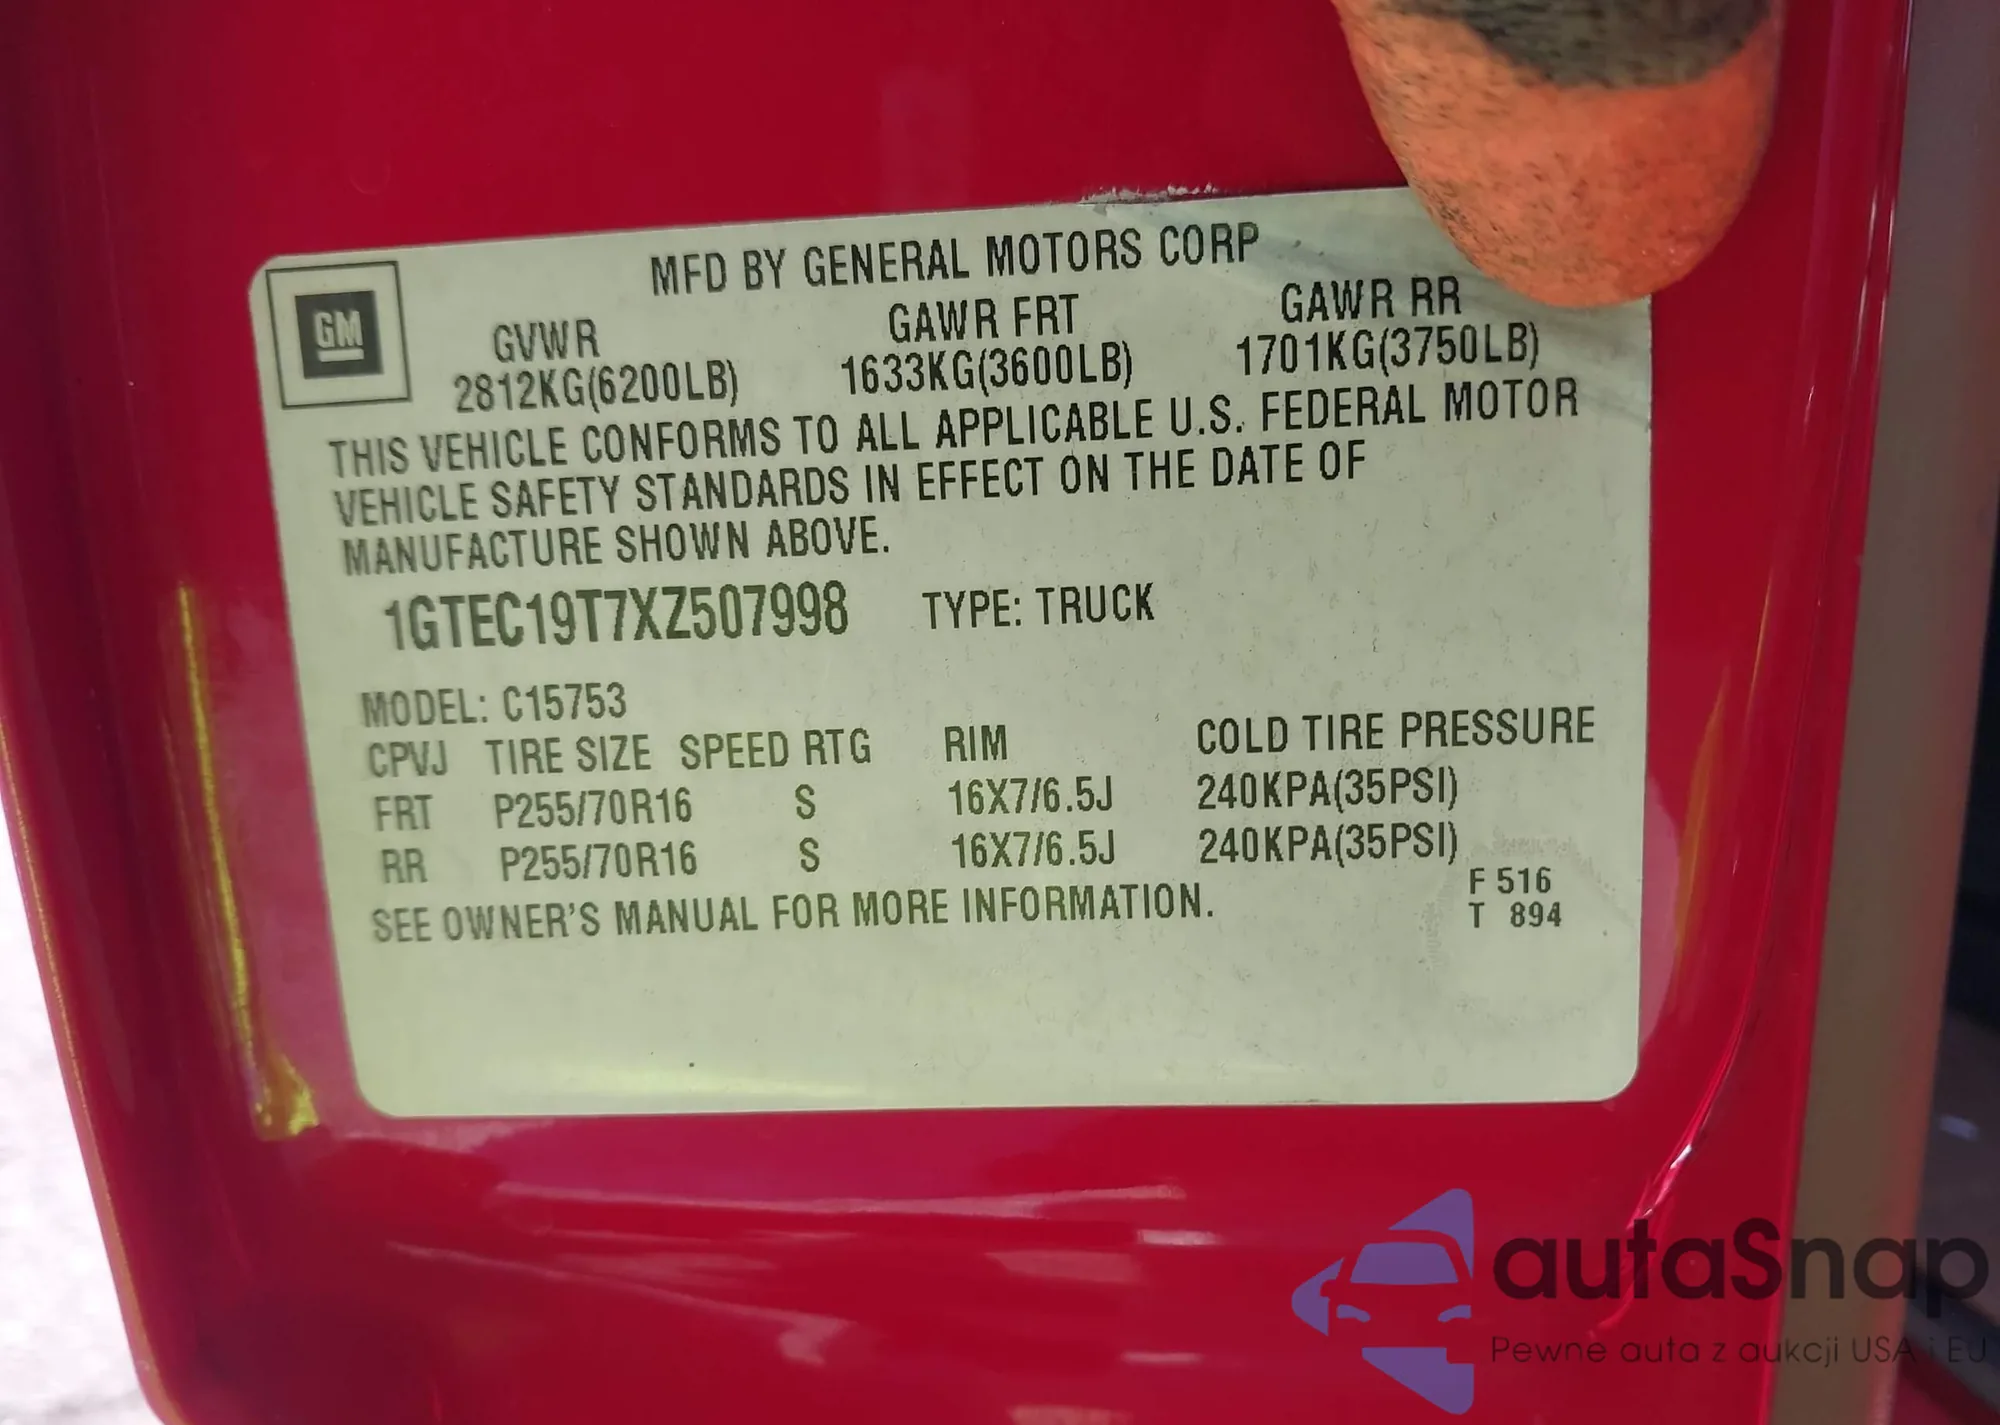 GM
MFD BY GENERAL MOTORS CORP
GVWR GAWR FRT GAWR RR
2812KG(6200LB) 1633KG(3600LB) 1701KG(3750LB)
THIS VEHICLE CONFORMS TO ALL APPLICABLE U.S. FEDERAL MOTOR
VEHICLE SAFETY STANDARDS IN EFFECT ON THE DATE OF
MANUFACTURE SHOWN ABOVE.
1GTEC19T7XZ507998 TYPE: TRUCK
MODEL: C15753
CPVJ TIRE SIZE SPEED RTG RIM COLD TIRE PRESSURE
FRT P255/70R16 S 16X7/6.5J 240KPA(35PSI)
RR P255/70R16 S 16X7/6.5J 240KPA(35PSI)
SEE OWNER'S MANUAL FOR MORE INFORMATION.
F 516
T 894
autaSnap
Pewne auta z aukcji USA i EU